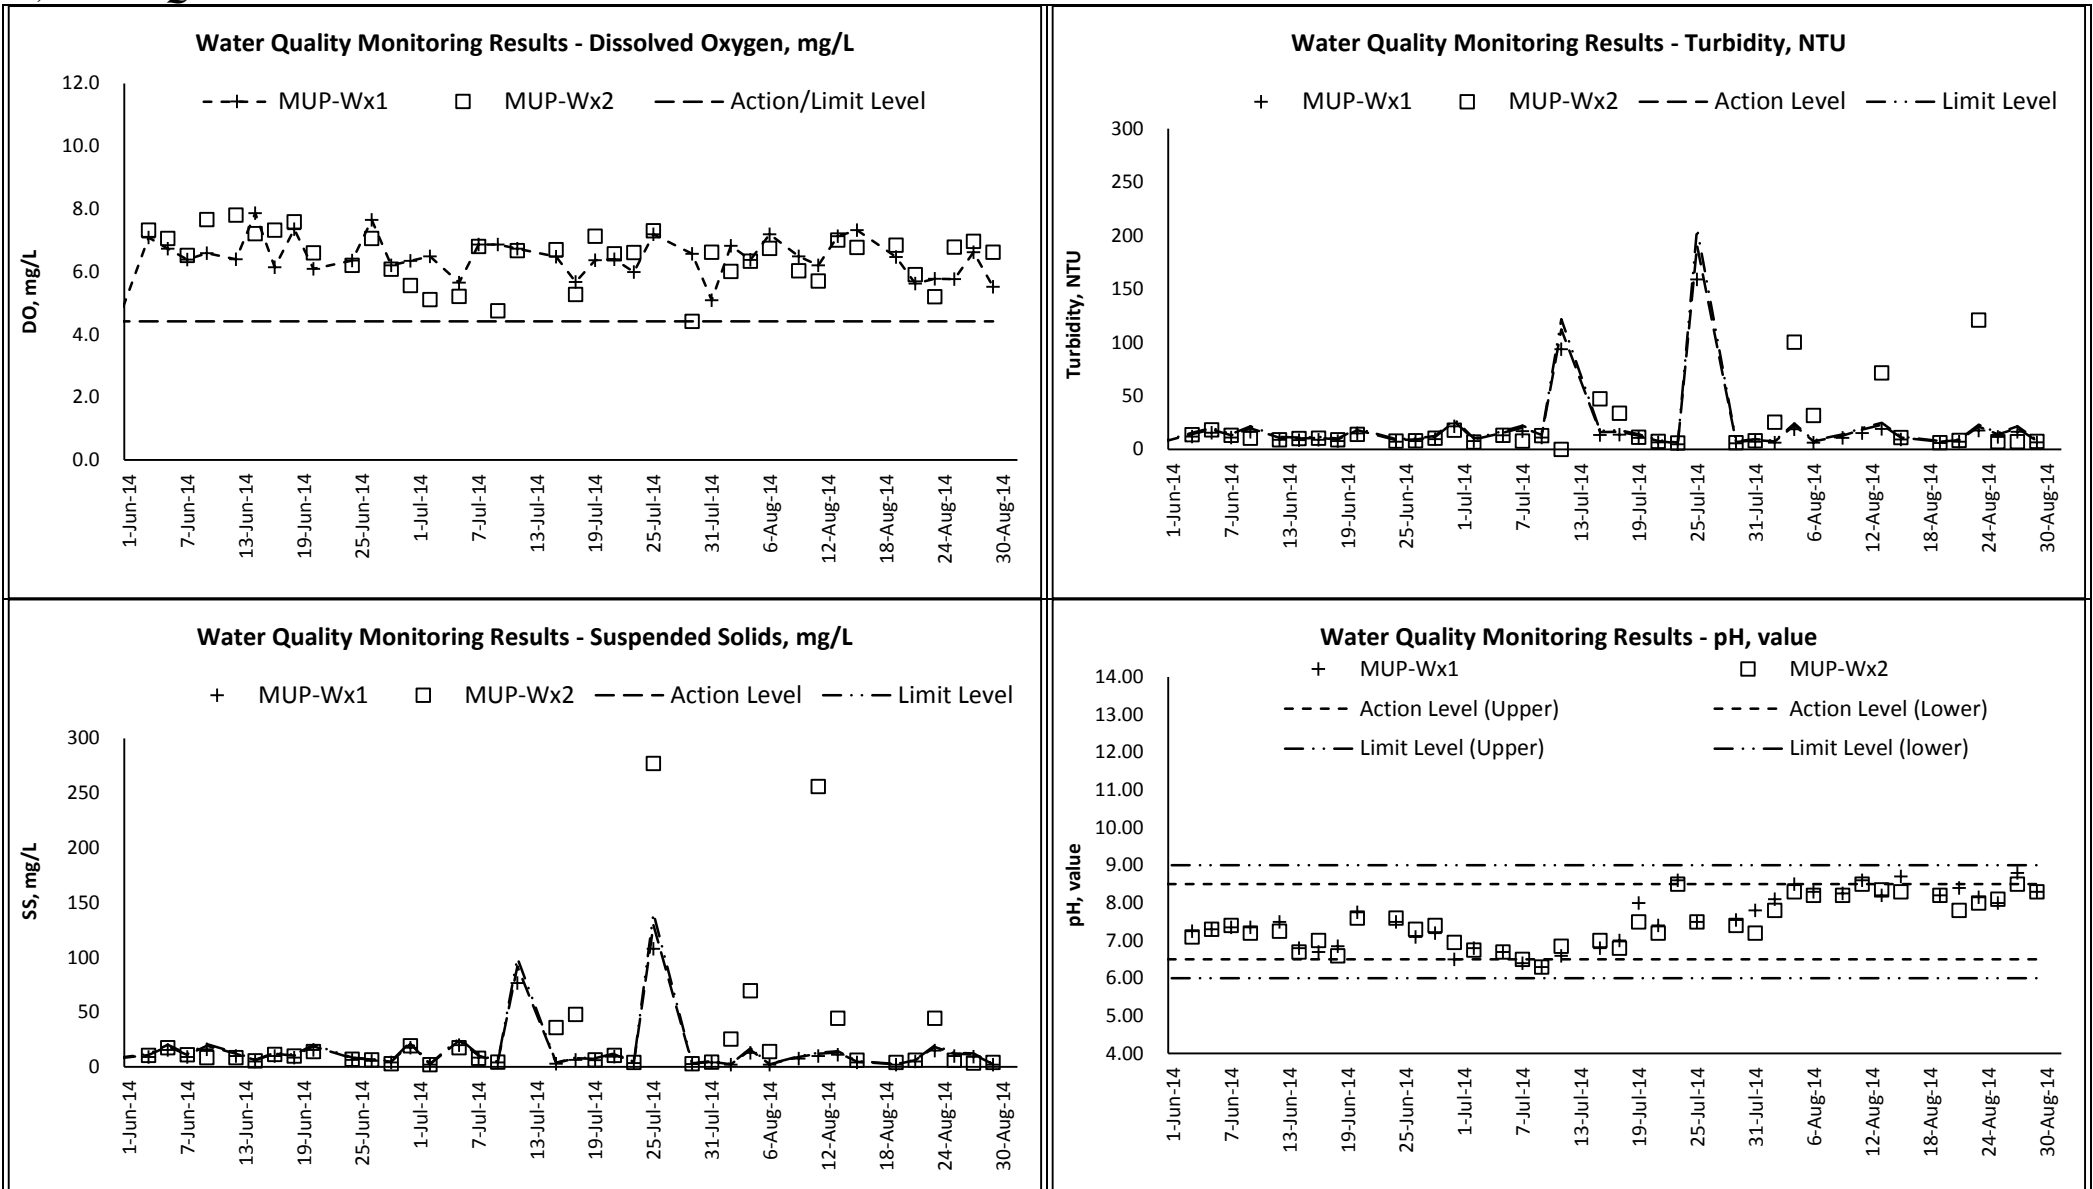 Water Quality Monitoring Results - Dissolved Oxygen, mg/L
MUP-Wx1 MUP-Wx2 Action/Limit Level
DO, mg/L
12.0
10.0
8.0
6.0
4.0
2.0
0.0
1-Jun-14 7-Jun-14 13-Jun-14 19-Jun-14 25-Jun-14 1-Jul-14 7-Jul-14 13-Jul-14 19-Jul-14 25-Jul-14 31-Jul-14 6-Aug-14 12-Aug-14 18-Aug-14 24-Aug-14 30-Aug-14
Water Quality Monitoring Results - Turbidity, NTU
MUP-Wx1 MUP-Wx2 Action Level Limit Level
Turbidity, NTU
300
250
200
150
100
50
0
1-Jun-14 7-Jun-14 13-Jun-14 19-Jun-14 25-Jun-14 1-Jul-14 7-Jul-14 13-Jul-14 19-Jul-14 25-Jul-14 31-Jul-14 6-Aug-14 12-Aug-14 18-Aug-14 24-Aug-14 30-Aug-14
Water Quality Monitoring Results - Suspended Solids, mg/L
MUP-Wx1 MUP-Wx2 Action Level Limit Level
SS, mg/L
300
250
200
150
100
50
0
1-Jun-14 7-Jun-14 13-Jun-14 19-Jun-14 25-Jun-14 1-Jul-14 7-Jul-14 13-Jul-14 19-Jul-14 25-Jul-14 31-Jul-14 6-Aug-14 12-Aug-14 18-Aug-14 24-Aug-14 30-Aug-14
Water Quality Monitoring Results - pH, value
MUP-Wx1 MUP-Wx2
Action Level (Upper) Action Level (Lower)
Limit Level (Upper) Limit Level (lower)
pH, value
14.00
13.00
12.00
11.00
10.00
9.00
8.00
7.00
6.00
5.00
4.00
1-Jun-14 7-Jun-14 13-Jun-14 19-Jun-14 25-Jun-14 1-Jul-14 7-Jul-14 13-Jul-14 19-Jul-14 25-Jul-14 31-Jul-14 6-Aug-14 12-Aug-14 18-Aug-14 24-Aug-14 30-Aug-14